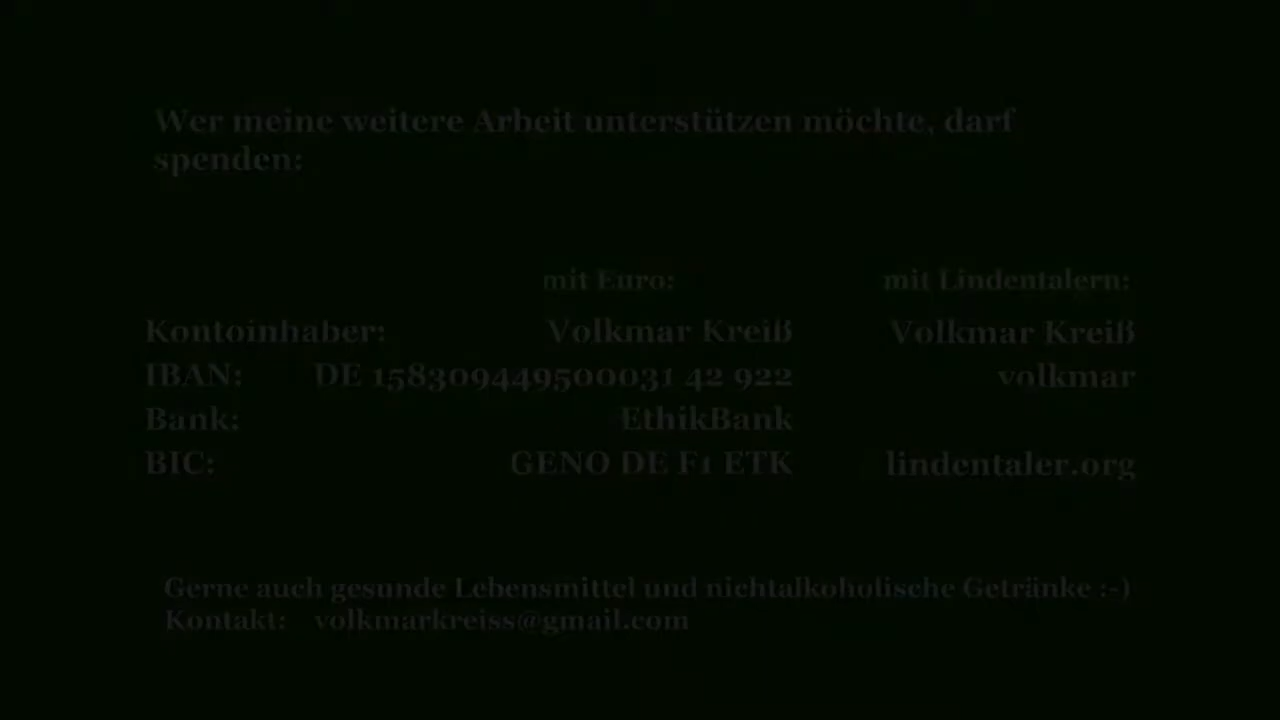 Wer meine weitere Arbeit unterstützen möchte, darf
spenden:
mit Euro: mit Lindentalern:
Kontoinhaber: Volkmar Kreiß Volkmar Kreiß
IBAN: DE 158309449500031 42 922 volkmar
Bank: EthikBank
BIC: GENO DE F1 ETK lindentaler.org
Gerne auch gesunde Lebensmittel und nichtalkoholische Getränke :-)
Kontakt: volkmarkreiss@gmail.com